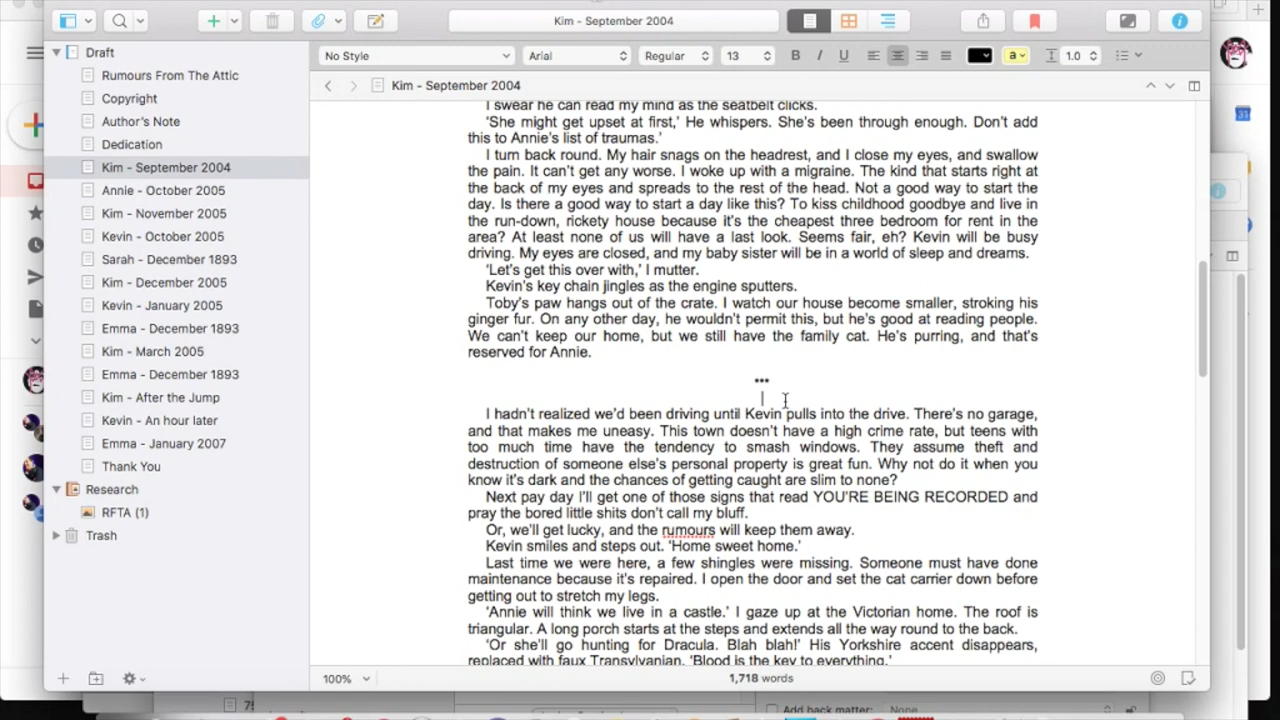 Kim - September 2004
No Style
Arial
Regular
13
B
I
U
a
1.0
Kim - September 2004
Draft
Rumours From The Attic
Copyright
Author's Note
Dedication
Kim - September 2004
Annie - October 2005
Kim - November 2005
Kevin - October 2005
Sarah - December 1893
Kim - December 2005
Kevin - January 2005
Emma - December 1893
Kim - March 2005
Emma - December 1893
Kim - After the Jump
Kevin - An hour later
Emma - January 2007
Thank You
Research
RFTA (1)
Trash
I swear he can read my mind as the seatbelt clicks.
‘She might get upset at first,’ He whispers. She’s been through enough. Don’t add
this to Annie’s list of traumas.’
I turn back round. My hair snags on the headrest, and I close my eyes, and swallow
the pain. It can’t get any worse. I woke up with a migraine. The kind that starts right at
the back of my eyes and spreads to the rest of the head. Not a good way to start the
day. Is there a good way to start a day like this? To kiss childhood goodbye and live in
the run-down, rickety house because it’s the cheapest three bedroom for rent in the
area? At least none of us will have a last look. Seems fair, eh? Kevin will be busy
driving. My eyes are closed, and my baby sister will be in a world of sleep and dreams.
‘Let’s get this over with,’ I mutter.
Kevin’s key chain jingles as the engine sputters.
Toby’s paw hangs out of the crate. I watch our house become smaller, stroking his
ginger fur. On any other day, he wouldn’t permit this, but he’s good at reading people.
We can’t keep our home, but we still have the family cat. He’s purring, and that’s
reserved for Annie.
•••
I hadn’t realized we’d been driving until Kevin pulls into the drive. There’s no garage,
and that makes me uneasy. This town doesn’t have a high crime rate, but teens with
too much time have the tendency to smash windows. They assume theft and
destruction of someone else’s personal property is great fun. Why not do it when you
know it’s dark and the chances of getting caught are slim to none?
Next pay day I’ll get one of those signs that read YOU’RE BEING RECORDED and
pray the bored little shits don’t call my bluff.
Or, we’ll get lucky, and the rumours will keep them away.
Kevin smiles and steps out. ‘Home sweet home.’
Last time we were here, a few shingles were missing. Someone must have done
maintenance because it’s repaired. I open the door and set the cat carrier down before
getting out to stretch my legs.
‘Annie will think we live in a castle.’ I gaze up at the Victorian home. The roof is
triangular. A long porch starts at the steps and extends all the way round to the back.
‘Or she’ll go hunting for Dracula. Blah blah!’ His Yorkshire accent disappears,
replaced with faux Transylvanian. ‘Blood is the key to everything.’
100%
1,718 words
Add back matter:
None
31